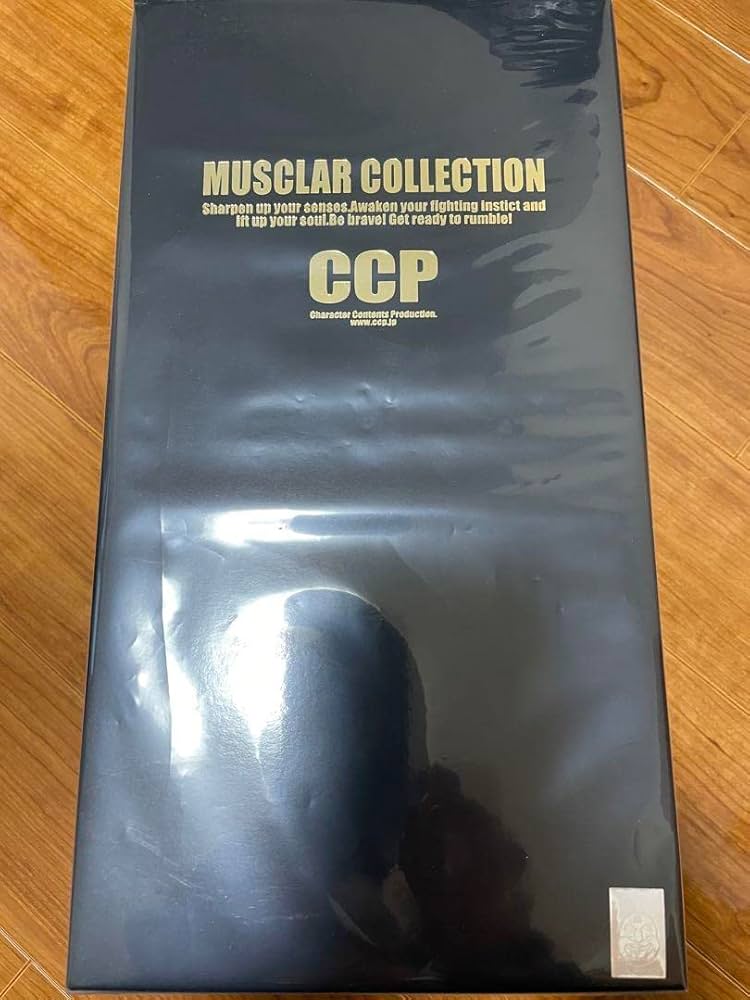 MUSCLAR COLLECTION
Sharpen up your senses.Awaken your fighting instict and
lft up your soul.Be brave! Get ready to rumble!
CCP
Character Contents Production.
www.ccp.jp